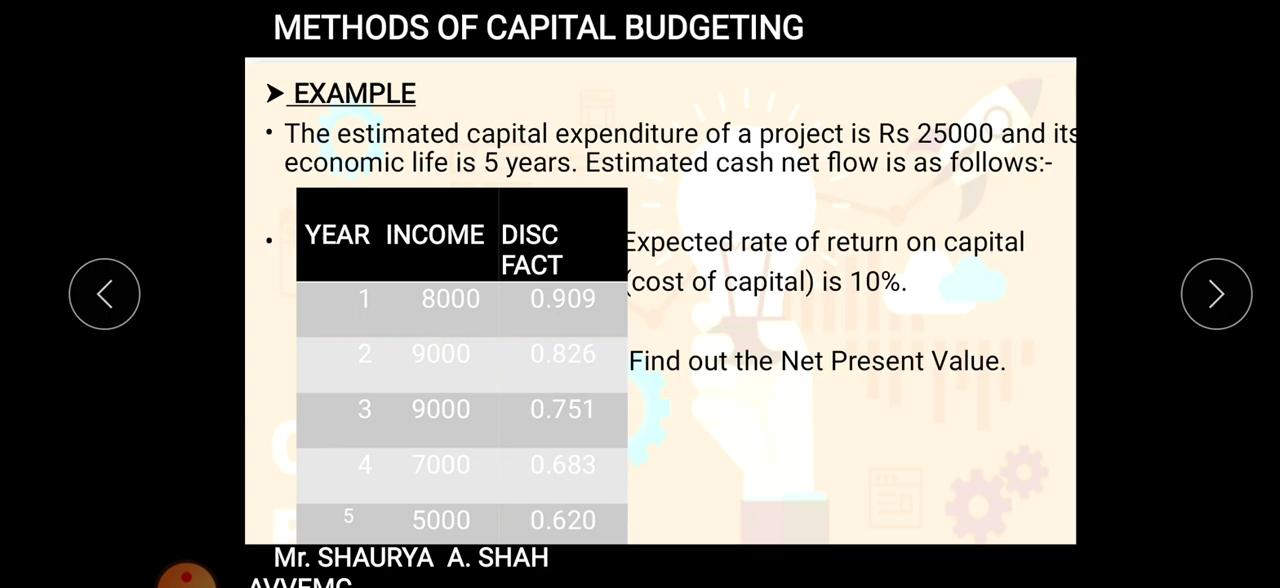 METHODS OF CAPITAL BUDGETING
➤ EXAMPLE
• The estimated capital expenditure of a project is Rs 25000 and its
economic life is 5 years. Estimated cash net flow is as follows:-
•
YEAR INCOME DISC
FACT
1 8000 0.909
2 9000 0.826
3 9000 0.751
4 7000 0.683
5 5000 0.620
Expected rate of return on capital
(cost of capital) is 10%.
Find out the Net Present Value.
Mr. SHAURYA A. SHAH